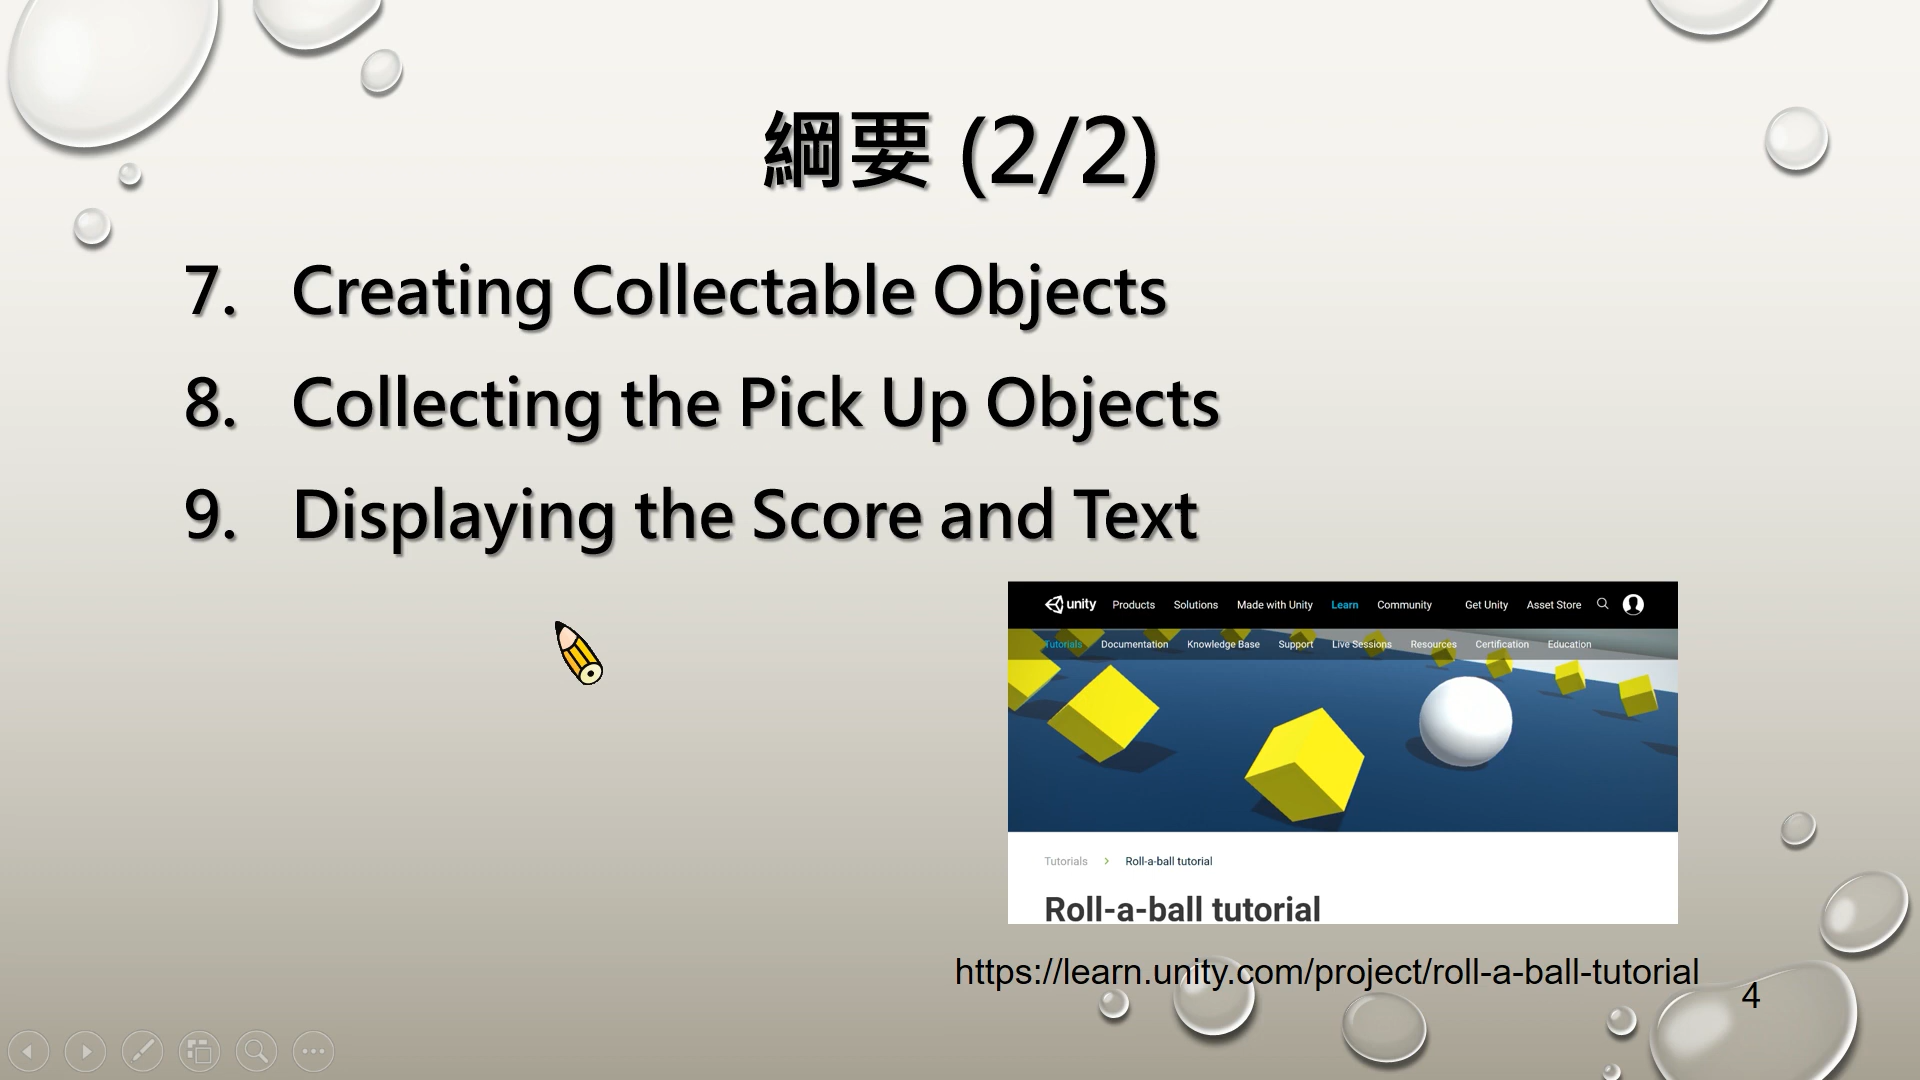 綱要 (2/2)
7. Creating Collectable Objects
8. Collecting the Pick Up Objects
9. Displaying the Score and Text
unity Products Solutions Made with Unity Learn Community Get Unity Asset Store
Tutorials Documentation Knowledge Base Support Live Sessions Resources Certification Education
Tutorials > Roll-a-ball tutorial
Roll-a-ball tutorial
https://learn.unity.com/project/roll-a-ball-tutorial
4